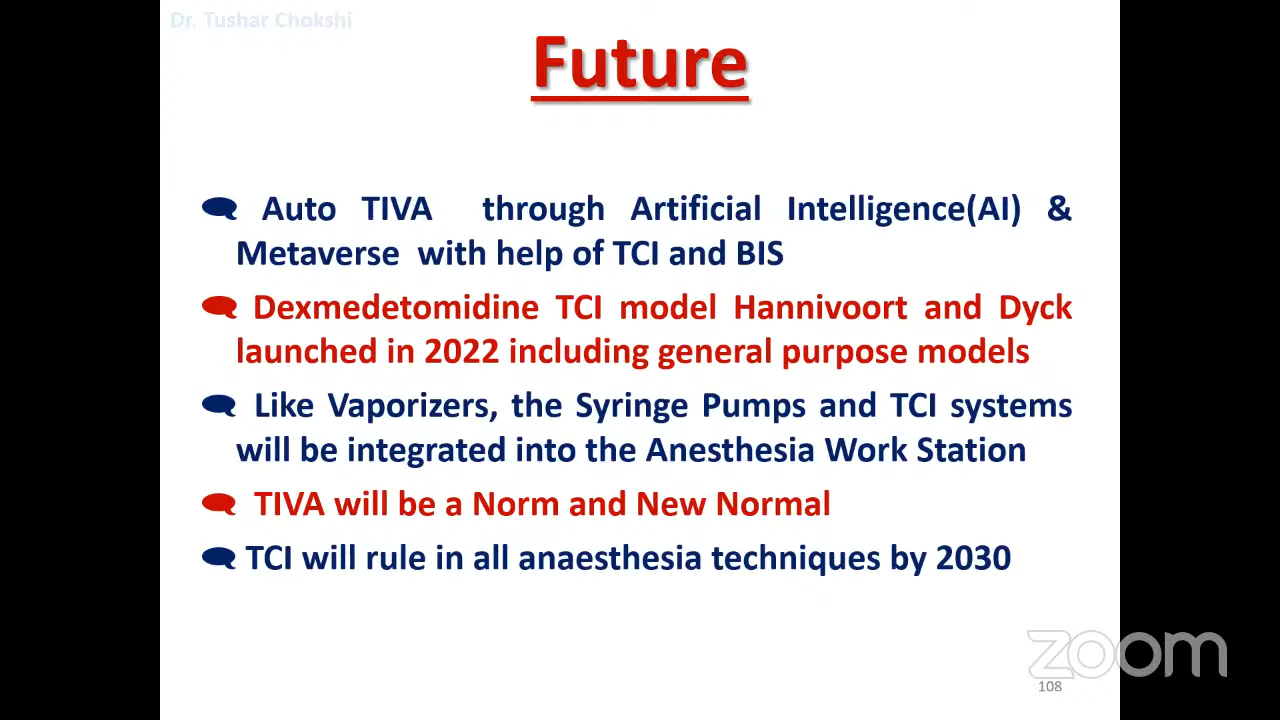 Dr. Tushar Chokshi
Future
Auto TIVA through Artificial Intelligence(AI) &
Metaverse with help of TCI and BIS
Dexmedetomidine TCI model Hannivoort and Dyck
launched in 2022 including general purpose models
Like Vaporizers, the Syringe Pumps and TCI systems
will be integrated into the Anesthesia Work Station
TIVA will be a Norm and New Normal
TCI will rule in all anaesthesia techniques by 2030
zoom
108